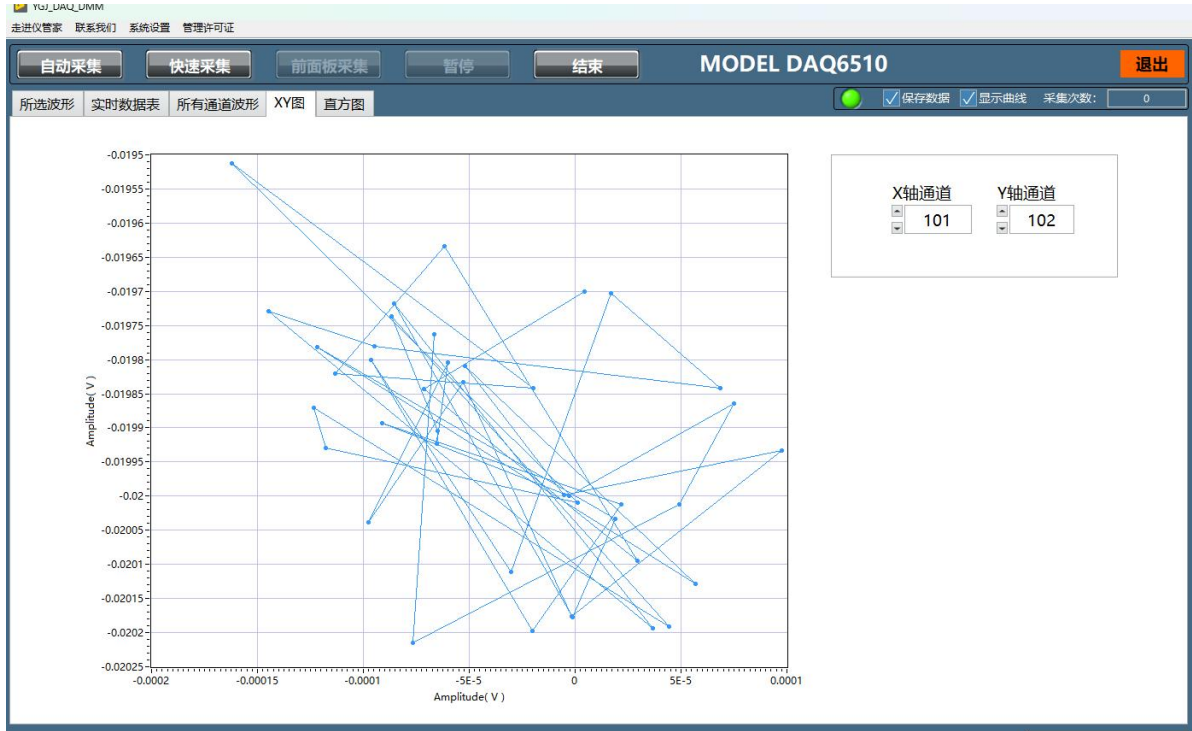 YGJ_DAQ_DMM
走进仪管家 联系我们 系统设置 管理许可证
自动采集 快速采集 前面板采集 暂停 结束 MODEL DAQ6510 退出
所选波形 实时数据表 所有通道波形 XY图 直方图 保存数据 显示曲线 采集次数: 0
X轴通道 Y轴通道
101 102
-0.0195
-0.01955
-0.0196
-0.01965
-0.0197
-0.01975
-0.0198
-0.01985
-0.0199
-0.01995
-0.02
-0.02005
-0.0201
-0.02015
-0.0202
-0.02025
Amplitude( V )
-0.0002 -0.00015 -0.0001 -5E-5 0 5E-5 0.0001
Amplitude( V )